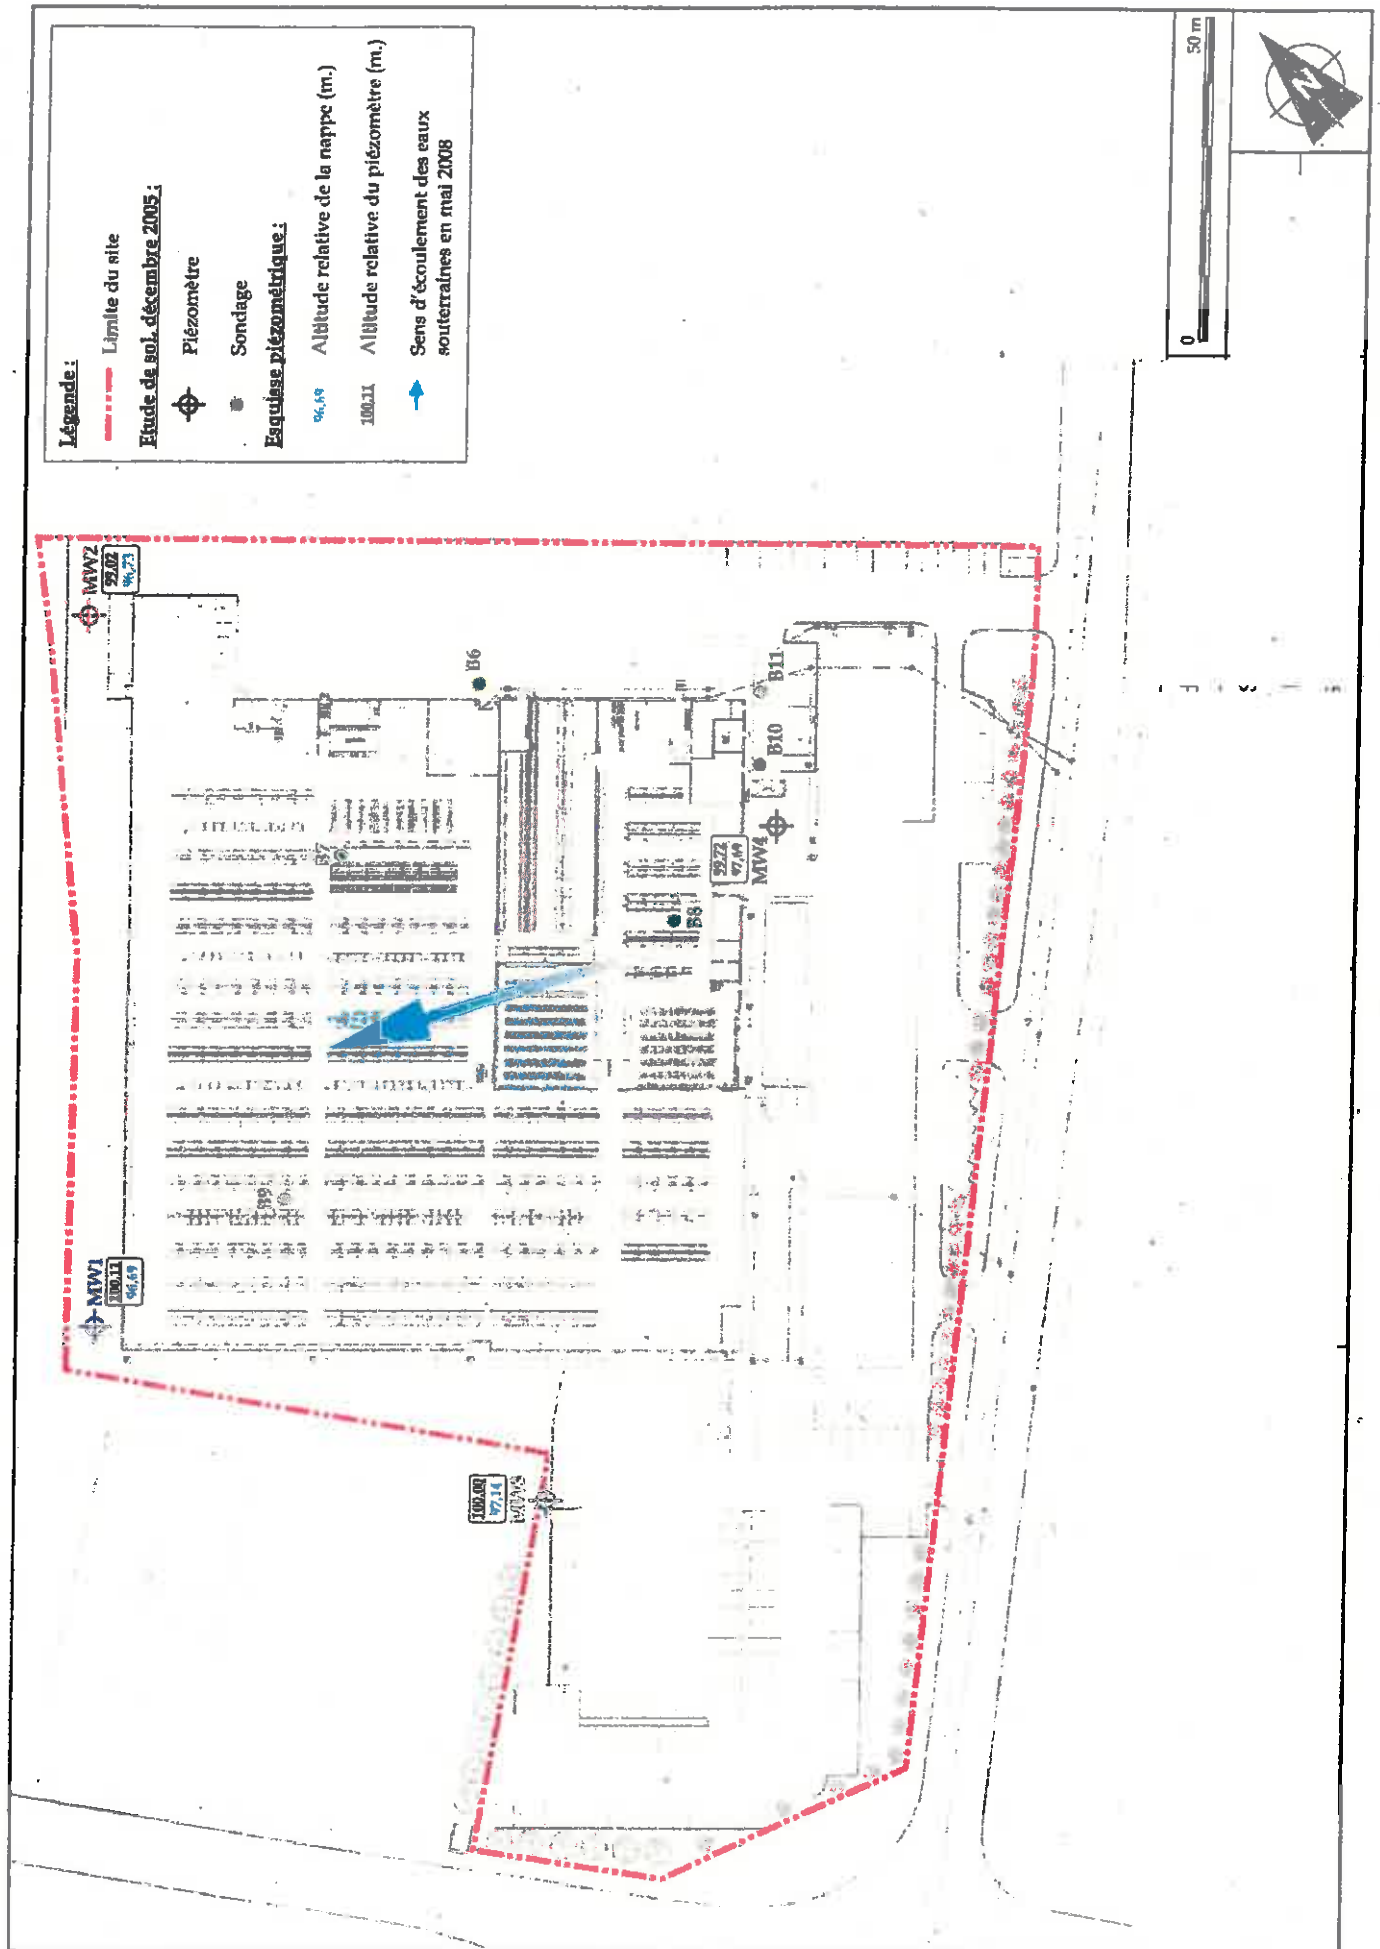 Légende :
Limite du site
Etude de sol, décembre 2005 :
Piézomètre
Sondage
Esquisse piézométrique :
96,69 Altitude relative de la nappe (m.)
100,11 Altitude relative du piézomètre (m.)
Sens d'écoulement des eaux
souterraines en mai 2008
MW1
100,11
96,69
MW2
99,02
96,73
100,00
97,14
99,72
97,69
MW4
B6
B7
B8
B9
B10
B11
0
50 m
N